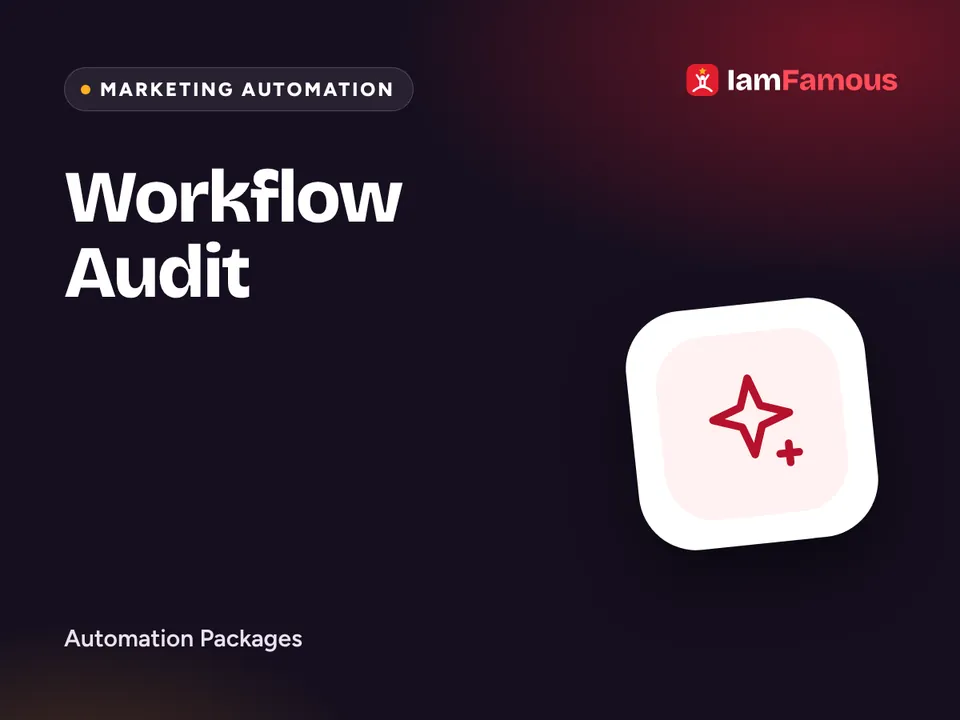 MARKETING AUTOMATION
IamFamous
Workflow
Audit
Automation Packages